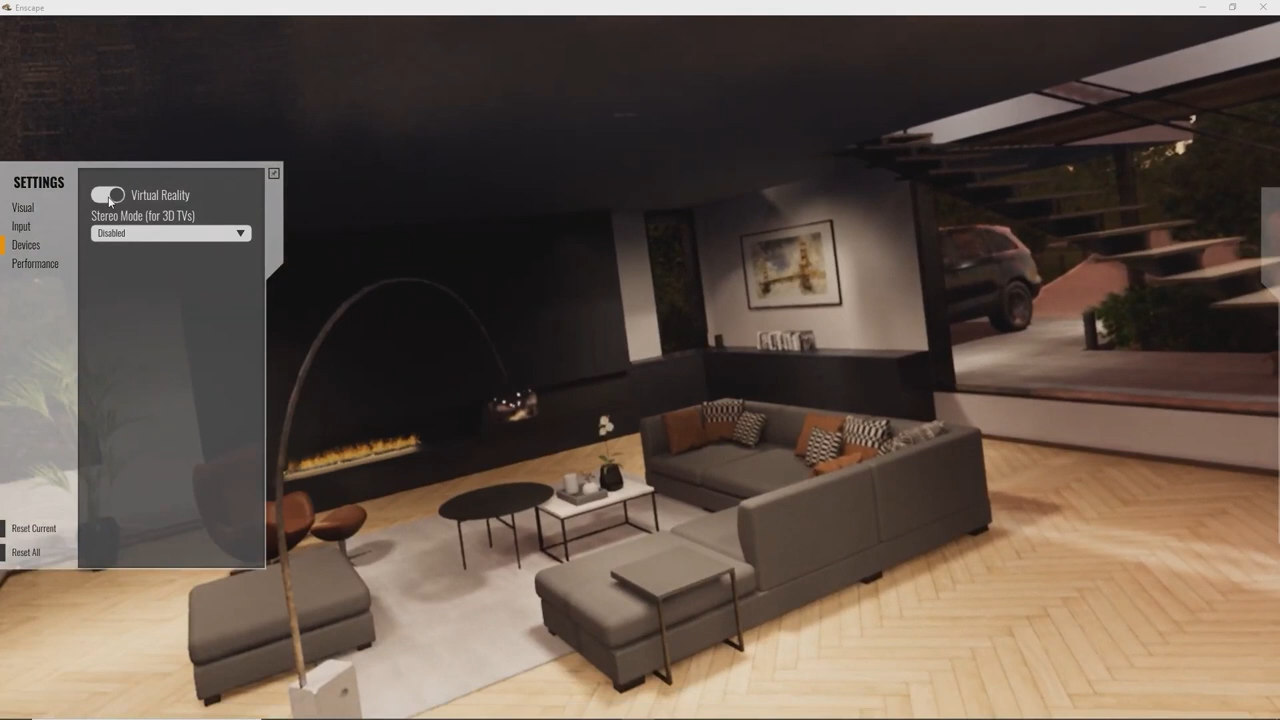 Enscape
SETTINGS
Visual
Input
Devices
Performance
Virtual Reality
Stereo Mode (for 3D TVs)
Disabled
Reset Current
Reset All